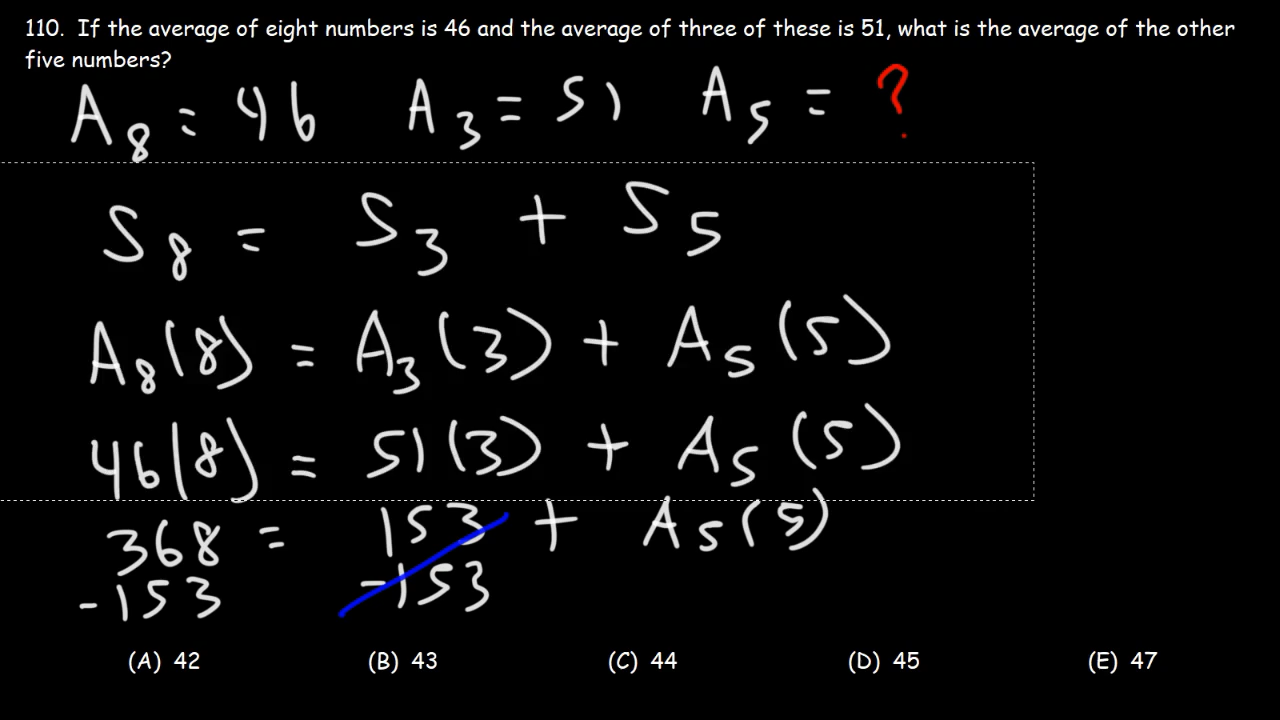 110. If the average of eight numbers is 46 and the average of three of these is 51, what is the average of the other
five numbers?
A₈ = 46 A₃ = 51 A₅ = ?
S₈ = S₃ + S₅
A₈(8) = A₃(3) + A₅(5)
46(8) = 51(3) + A₅(5)
368 = 153 + A₅(5)
-153 -153
(A) 42 (B) 43 (C) 44 (D) 45 (E) 47